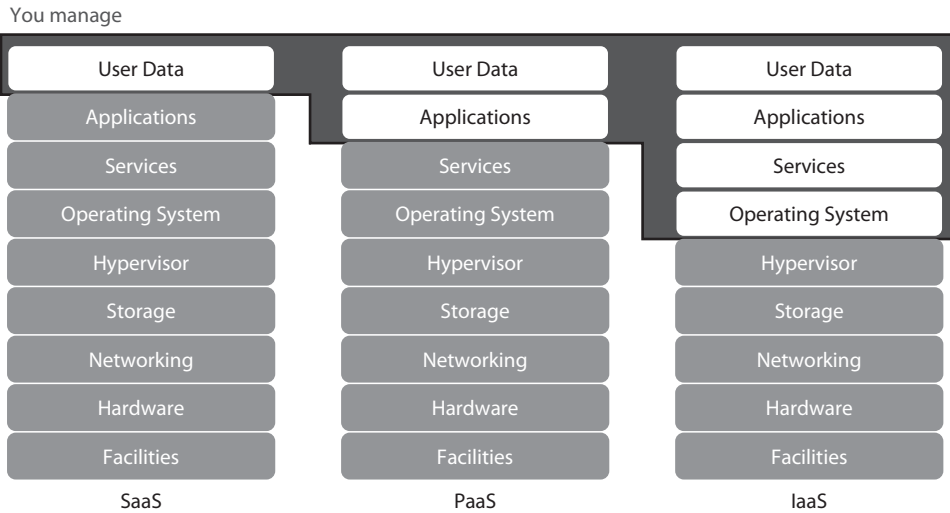 You manage
User Data
Applications
Services
Operating System
Hypervisor
Storage
Networking
Hardware
Facilities
SaaS
User Data
Applications
Services
Operating System
Hypervisor
Storage
Networking
Hardware
Facilities
PaaS
User Data
Applications
Services
Operating System
Hypervisor
Storage
Networking
Hardware
Facilities
IaaS